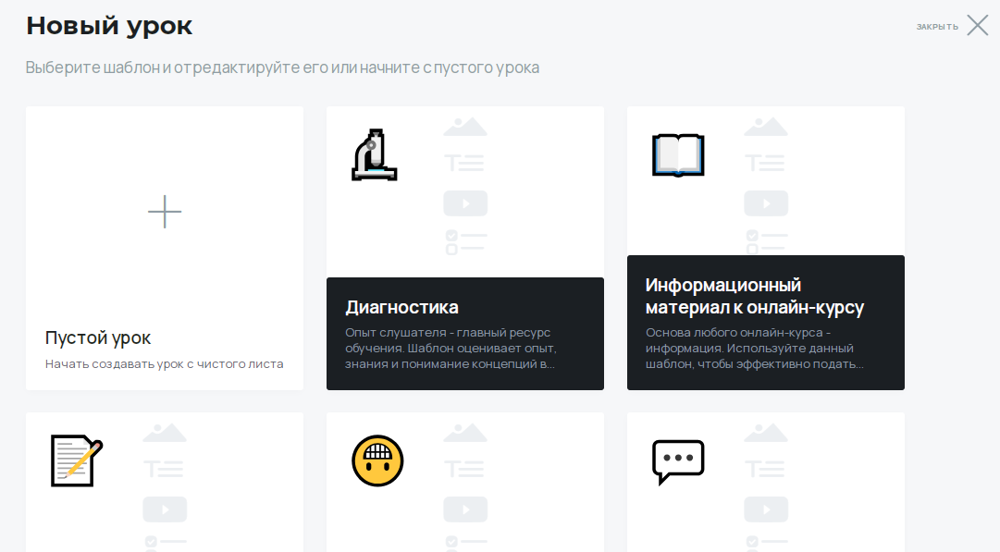 Новый урок
ЗАКРЫТЬ
Выберите шаблон и отредактируйте его или начните с пустого урока
Пустой урок
Начать создавать урок с чистого листа
Диагностика
Опыт слушателя - главный ресурс
обучения. Шаблон оценивает опыт,
знания и понимание концепций в...
Информационный
материал к онлайн-курсу
Основа любого онлайн-курса -
информация. Используйте данный
шаблон, чтобы эффективно подать...